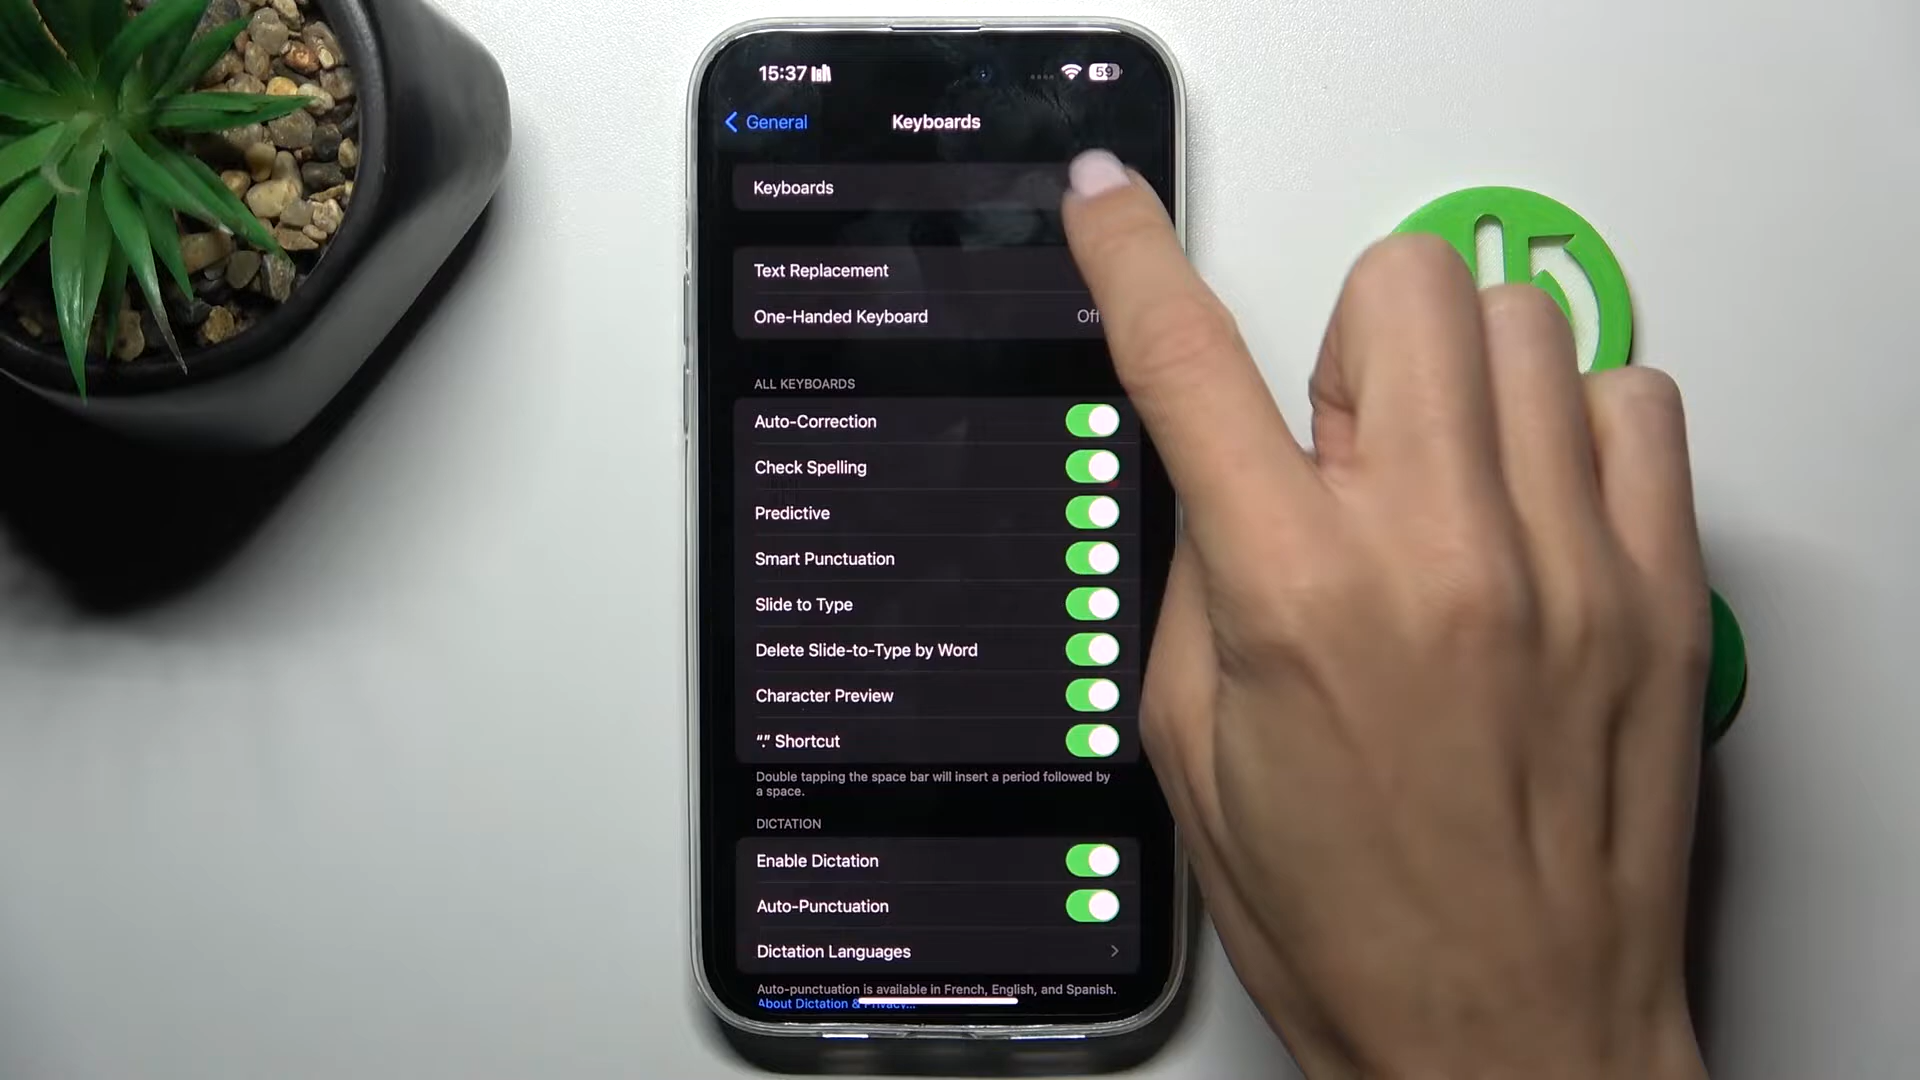 15:37
59
General
Keyboards
Keyboards
Text Replacement
One-Handed Keyboard
Off
ALL KEYBOARDS
Auto-Correction
Check Spelling
Predictive
Smart Punctuation
Slide to Type
Delete Slide-to-Type by Word
Character Preview
“.” Shortcut
Double tapping the space bar will insert a period followed by
a space.
DICTATION
Enable Dictation
Auto-Punctuation
Dictation Languages
Auto-punctuation is available in French, English, and Spanish.
About Dictation & Privacy...